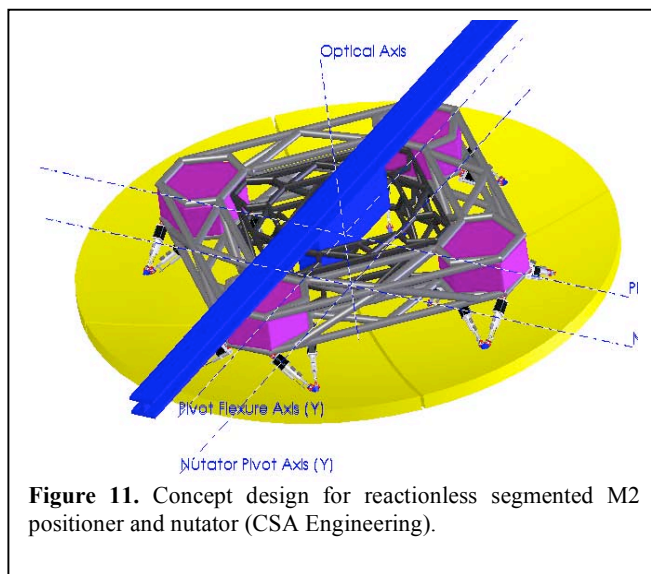 Optical Axis
Pivot Flexure Axis (Y)
Nutator Pivot Axis (Y)
Figure 11. Concept design for reactionless segmented M2
positioner and nutator (CSA Engineering).